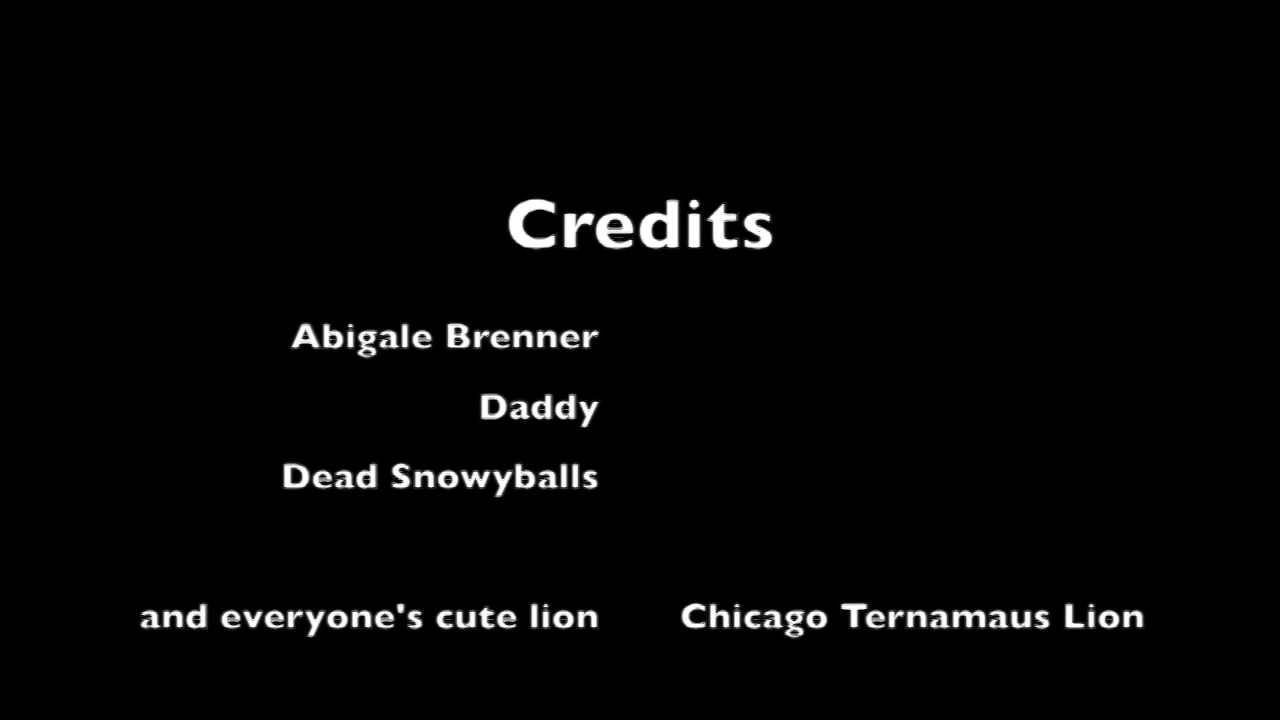 Credits
Abigale Brenner
Daddy
Dead Snowyballs
and everyone's cute lion Chicago Ternamaus Lion